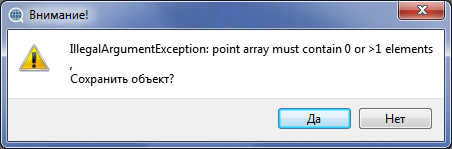 Внимание!
IllegalArgumentException: point array must contain 0 or >1 elements
,
Сохранить объект?
Да Нет